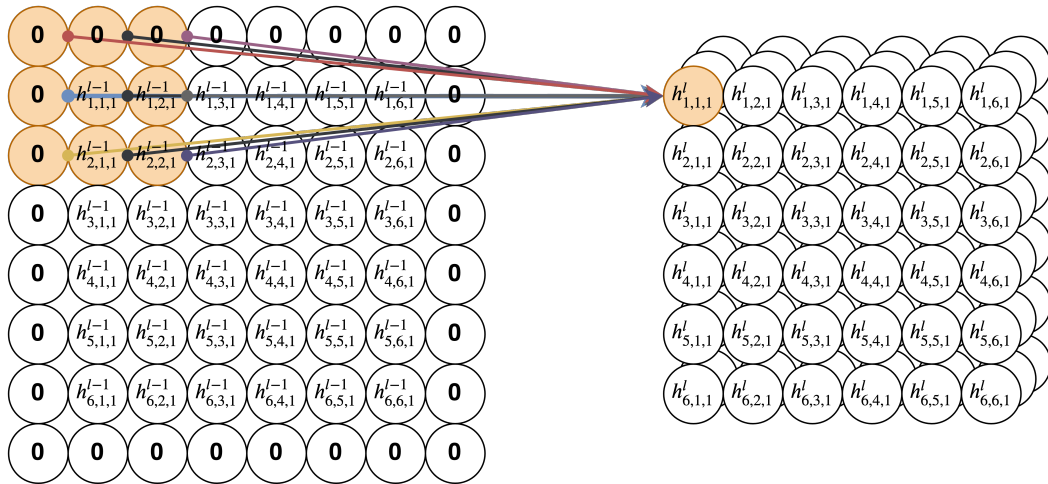 0 0 0 0 0 0 0 0
0 h^{l-1}_{1,1,1} h^{l-1}_{1,2,1} h^{l-1}_{1,3,1} h^{l-1}_{1,4,1} h^{l-1}_{1,5,1} h^{l-1}_{1,6,1} 0 h^{l}_{1,1,1} h^{l}_{1,2,1} h^{l}_{1,3,1} h^{l}_{1,4,1} h^{l}_{1,5,1} h^{l}_{1,6,1}
0 h^{l-1}_{2,1,1} h^{l-1}_{2,2,1} h^{l-1}_{2,3,1} h^{l-1}_{2,4,1} h^{l-1}_{2,5,1} h^{l-1}_{2,6,1} 0 h^{l}_{2,1,1} h^{l}_{2,2,1} h^{l}_{2,3,1} h^{l}_{2,4,1} h^{l}_{2,5,1} h^{l}_{2,6,1}
0 h^{l-1}_{3,1,1} h^{l-1}_{3,2,1} h^{l-1}_{3,3,1} h^{l-1}_{3,4,1} h^{l-1}_{3,5,1} h^{l-1}_{3,6,1} 0 h^{l}_{3,1,1} h^{l}_{3,2,1} h^{l}_{3,3,1} h^{l}_{3,4,1} h^{l}_{3,5,1} h^{l}_{3,6,1}
0 h^{l-1}_{4,1,1} h^{l-1}_{4,2,1} h^{l-1}_{4,3,1} h^{l-1}_{4,4,1} h^{l-1}_{4,5,1} h^{l-1}_{4,6,1} 0 h^{l}_{4,1,1} h^{l}_{4,2,1} h^{l}_{4,3,1} h^{l}_{4,4,1} h^{l}_{4,5,1} h^{l}_{4,6,1}
0 h^{l-1}_{5,1,1} h^{l-1}_{5,2,1} h^{l-1}_{5,3,1} h^{l-1}_{5,4,1} h^{l-1}_{5,5,1} h^{l-1}_{5,6,1} 0 h^{l}_{5,1,1} h^{l}_{5,2,1} h^{l}_{5,3,1} h^{l}_{5,4,1} h^{l}_{5,5,1} h^{l}_{5,6,1}
0 h^{l-1}_{6,1,1} h^{l-1}_{6,2,1} h^{l-1}_{6,3,1} h^{l-1}_{6,4,1} h^{l-1}_{6,5,1} h^{l-1}_{6,6,1} 0 h^{l}_{6,1,1} h^{l}_{6,2,1} h^{l}_{6,3,1} h^{l}_{6,4,1} h^{l}_{6,5,1} h^{l}_{6,6,1}
0 0 0 0 0 0 0 0